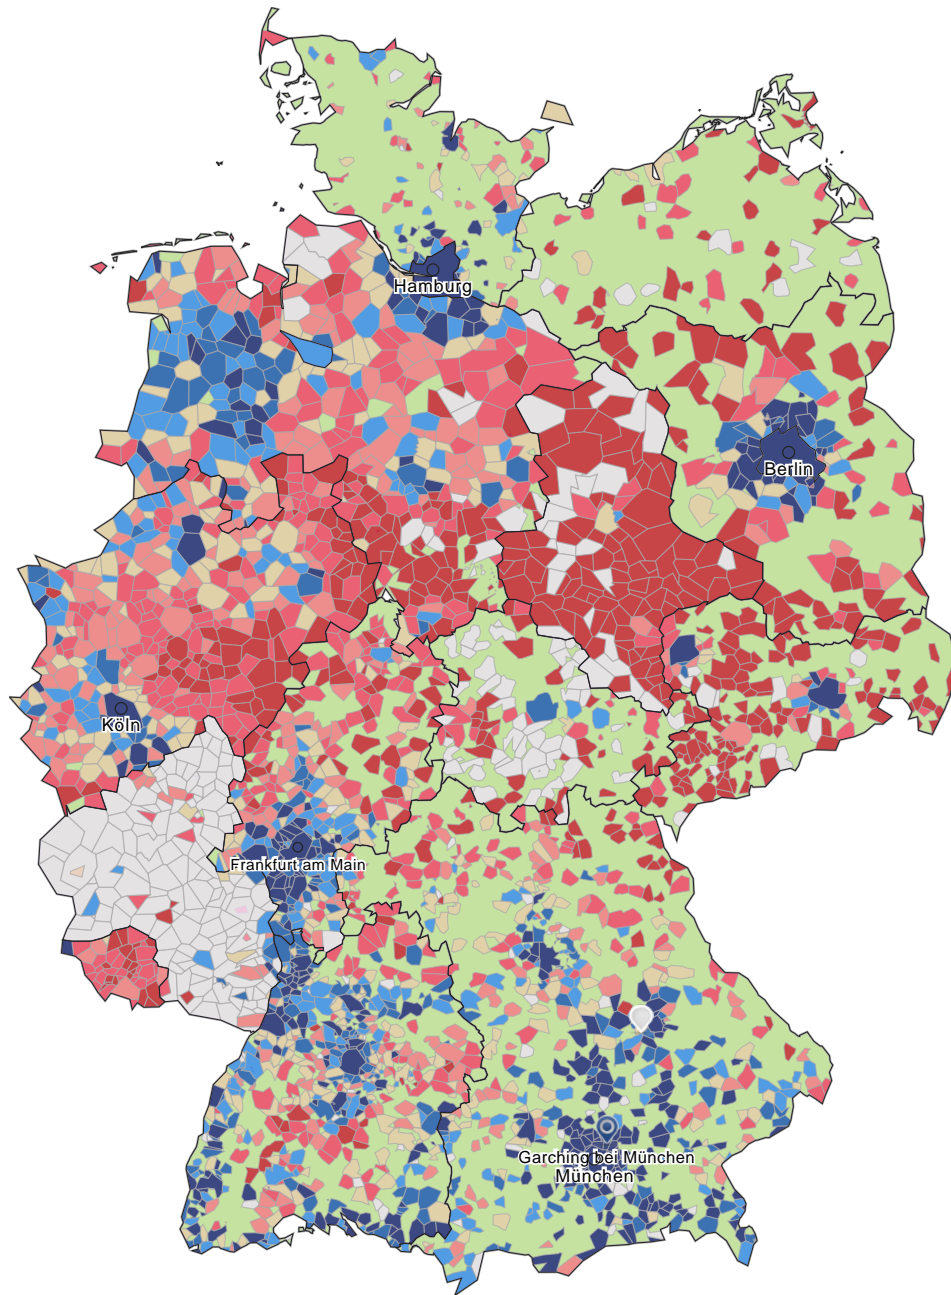 Hamburg
Berlin
Köln
Frankfurt am Main
Garching bei München
München